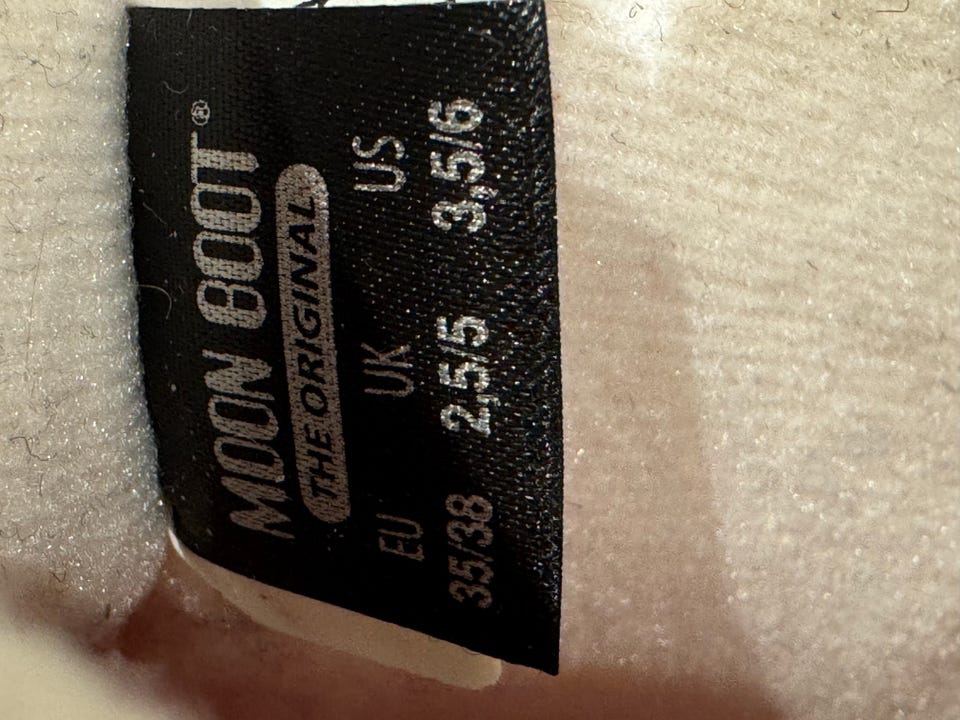 MOON BOOT®
THE ORIGINAL
EU UK US
35/38 2,5/5 3,5/6